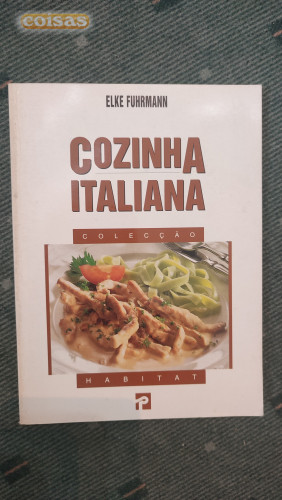 coisas
ELKE FUHRMANN
COZINHA
ITALIANA
COLECÇÃO
HABITAT